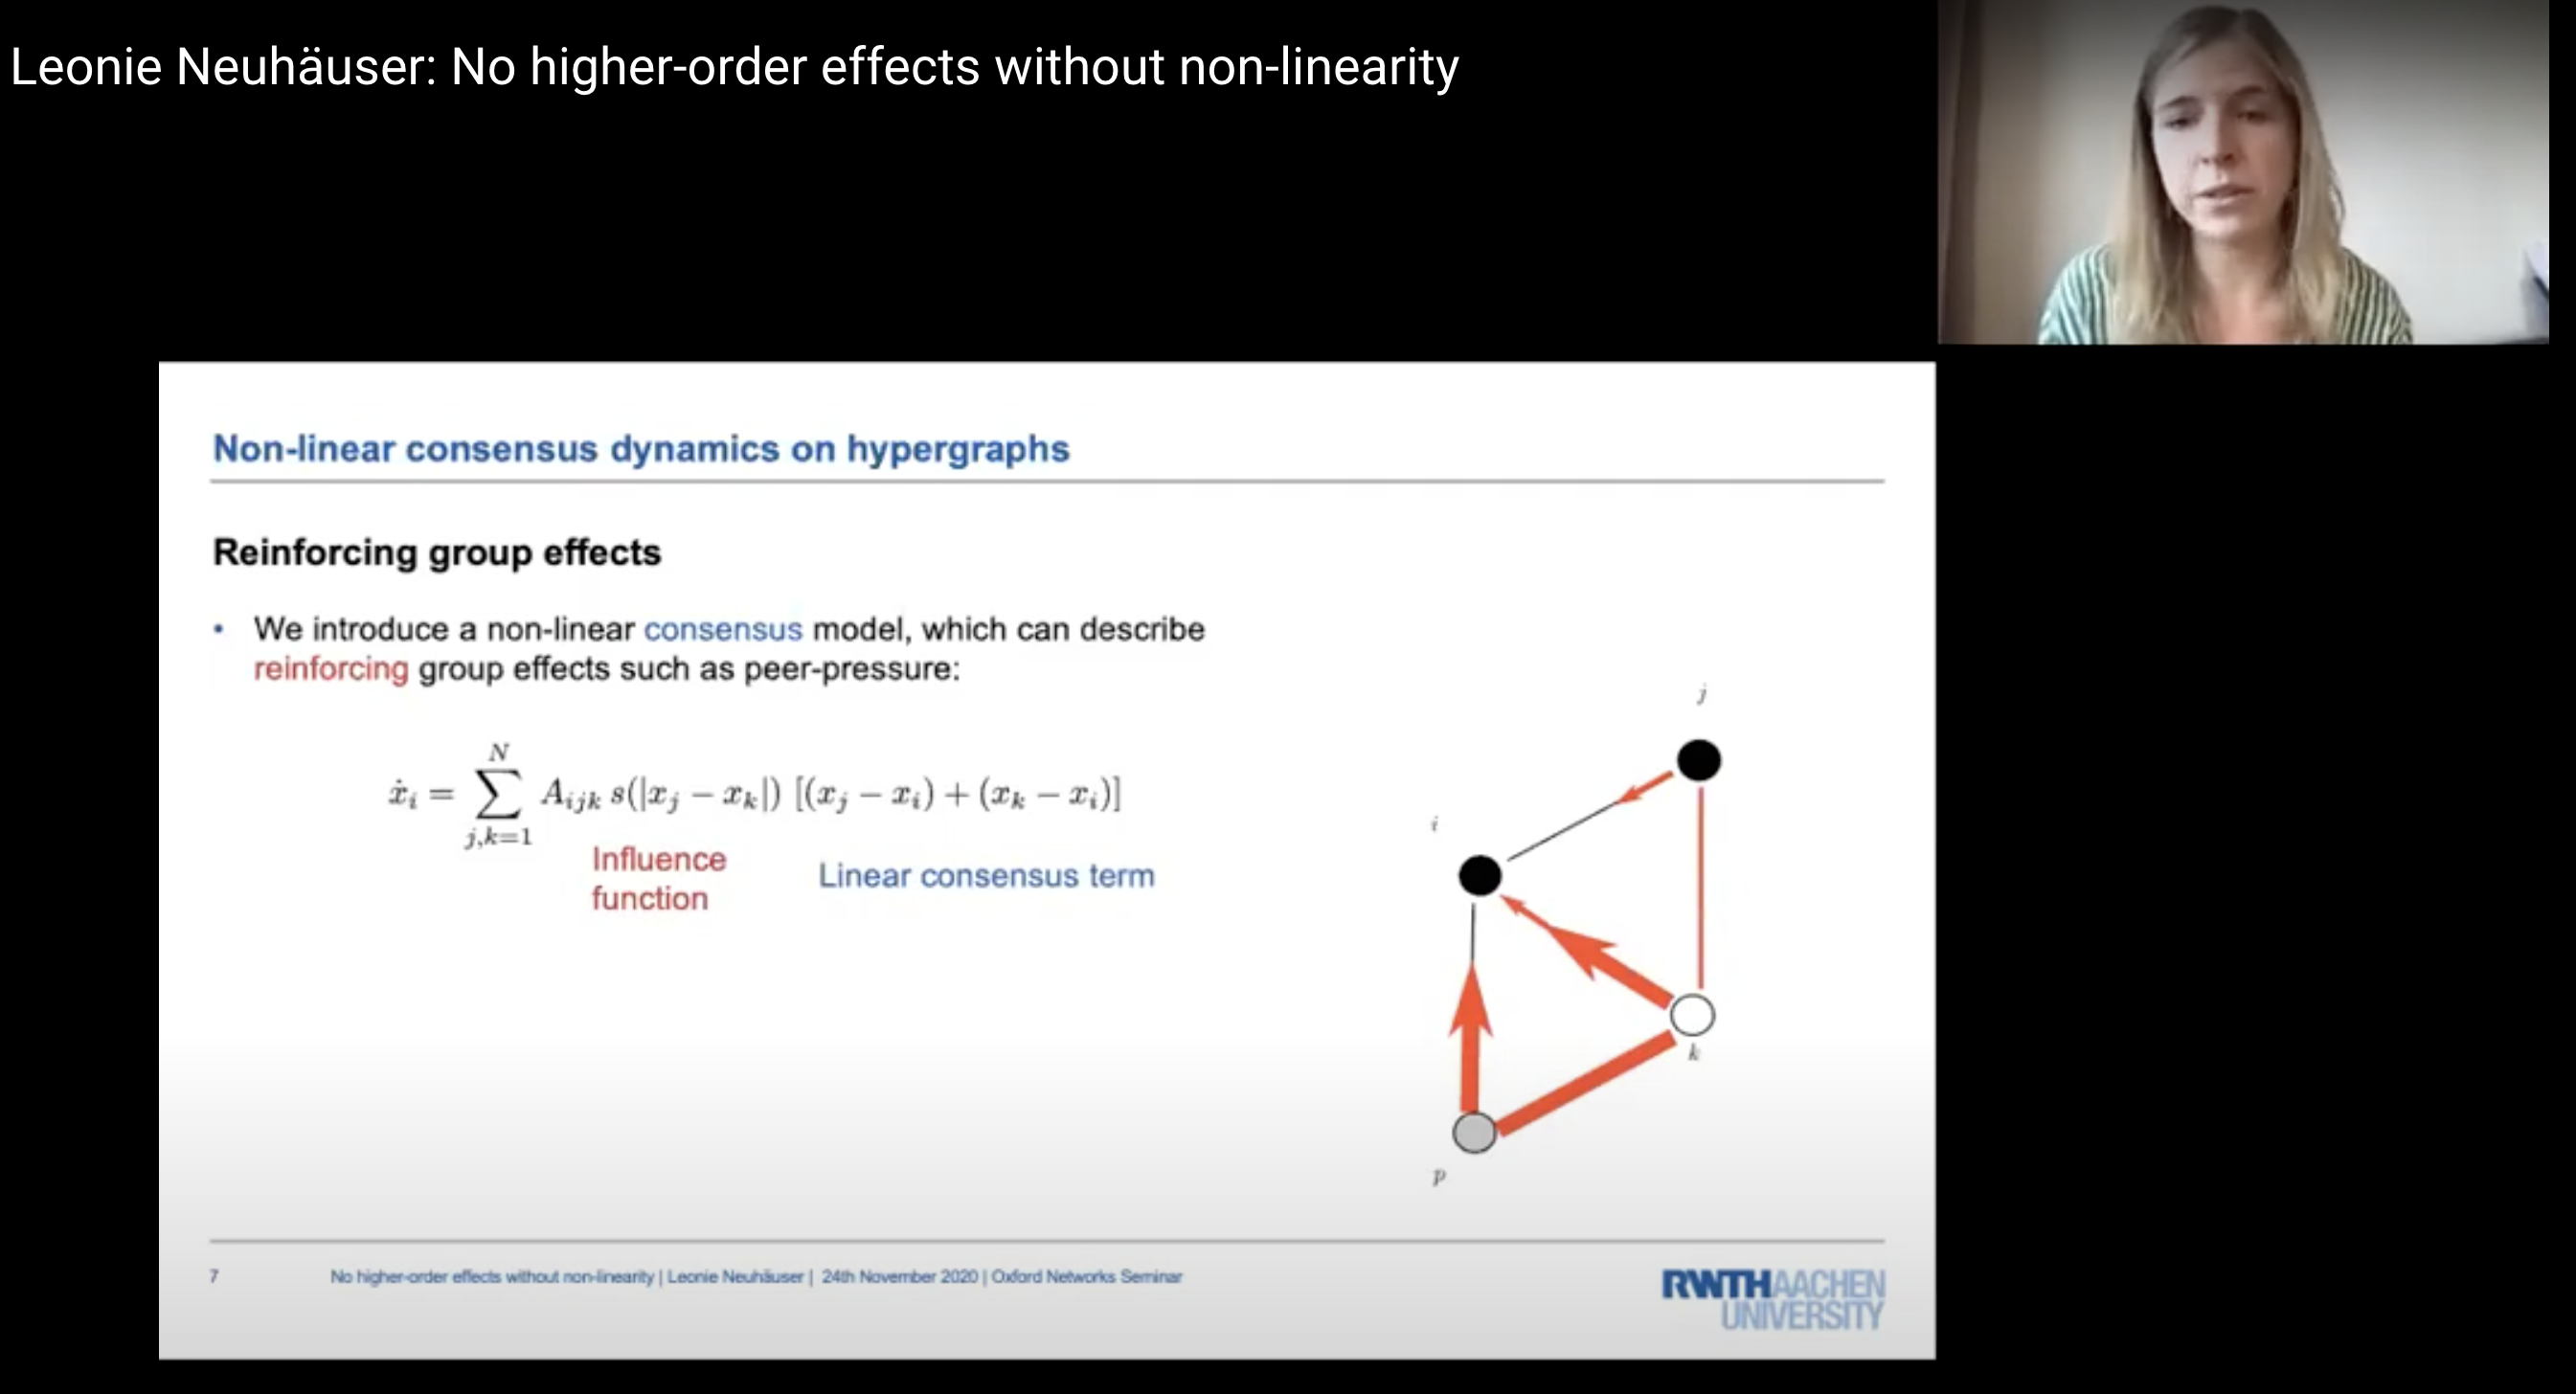 Leonie Neuhäuser: No higher-order effects without non-linearity
Non-linear consensus dynamics on hypergraphs
Reinforcing group effects
• We introduce a non-linear consensus model, which can describe
reinforcing group effects such as peer-pressure:
ẋᵢ = ∑_{j,k=1}^{N} A_{ijk} s(|x_j − x_k|) [(x_j − x_i) + (x_k − x_i)]
Influence
function
Linear consensus term
j
i
k
p
7
No higher-order effects without non-linearity | Leonie Neuhäuser | 24th November 2020 | Oxford Networks Seminar
RWTHAACHEN
UNIVERSITY